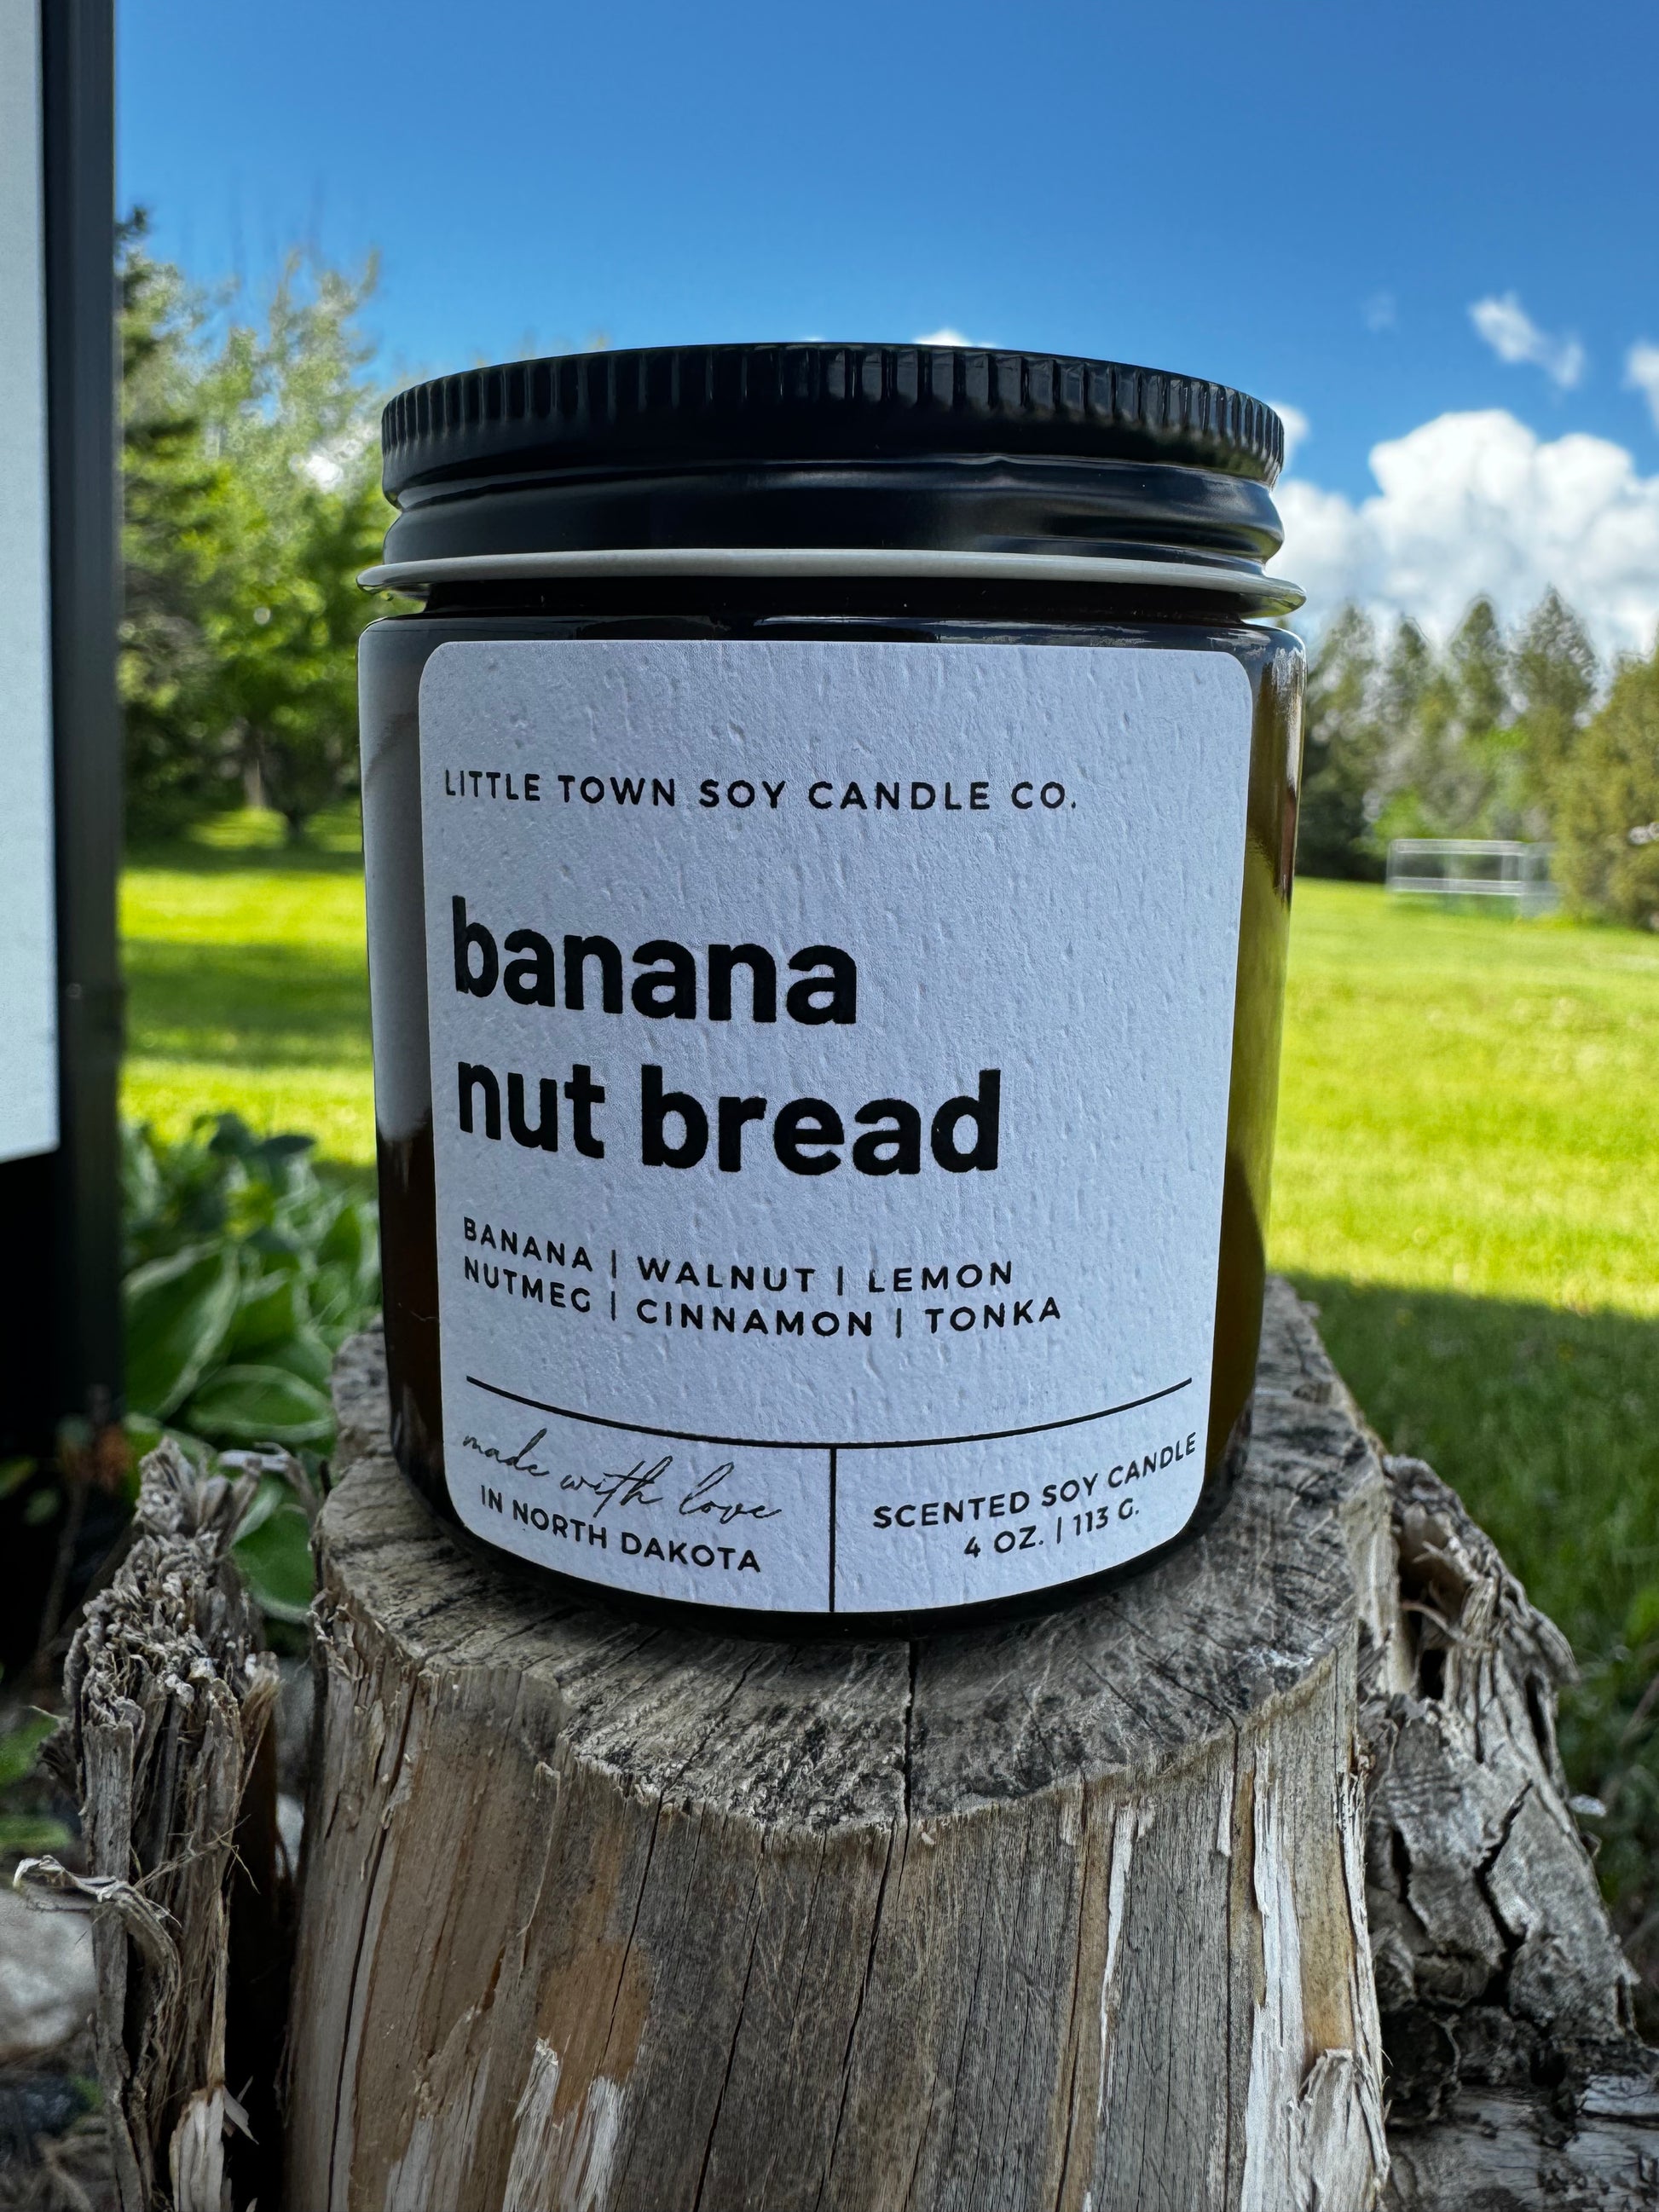 LITTLE TOWN SOY CANDLE CO.
banana
nut bread
BANANA | WALNUT | LEMON
NUTMEG | CINNAMON | TONKA
made with love
IN NORTH DAKOTA
SCENTED SOY CANDLE
4 OZ. | 113 G.